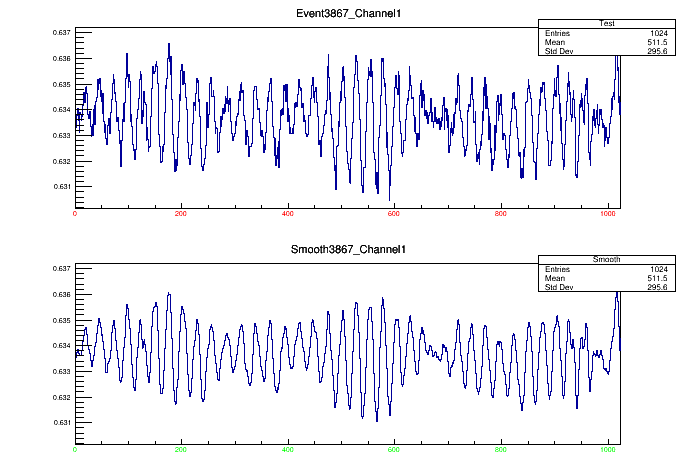 Event3867_Channel1
Test
Entries 1024
Mean 511.5
Std Dev 295.6
0.637
0.636
0.635
0.634
0.633
0.632
0.631
0 200 400 600 800 1000
Smooth3867_Channel1
Smooth
Entries 1024
Mean 511.5
Std Dev 295.6
0.637
0.636
0.635
0.634
0.633
0.632
0.631
0 200 400 600 800 1000